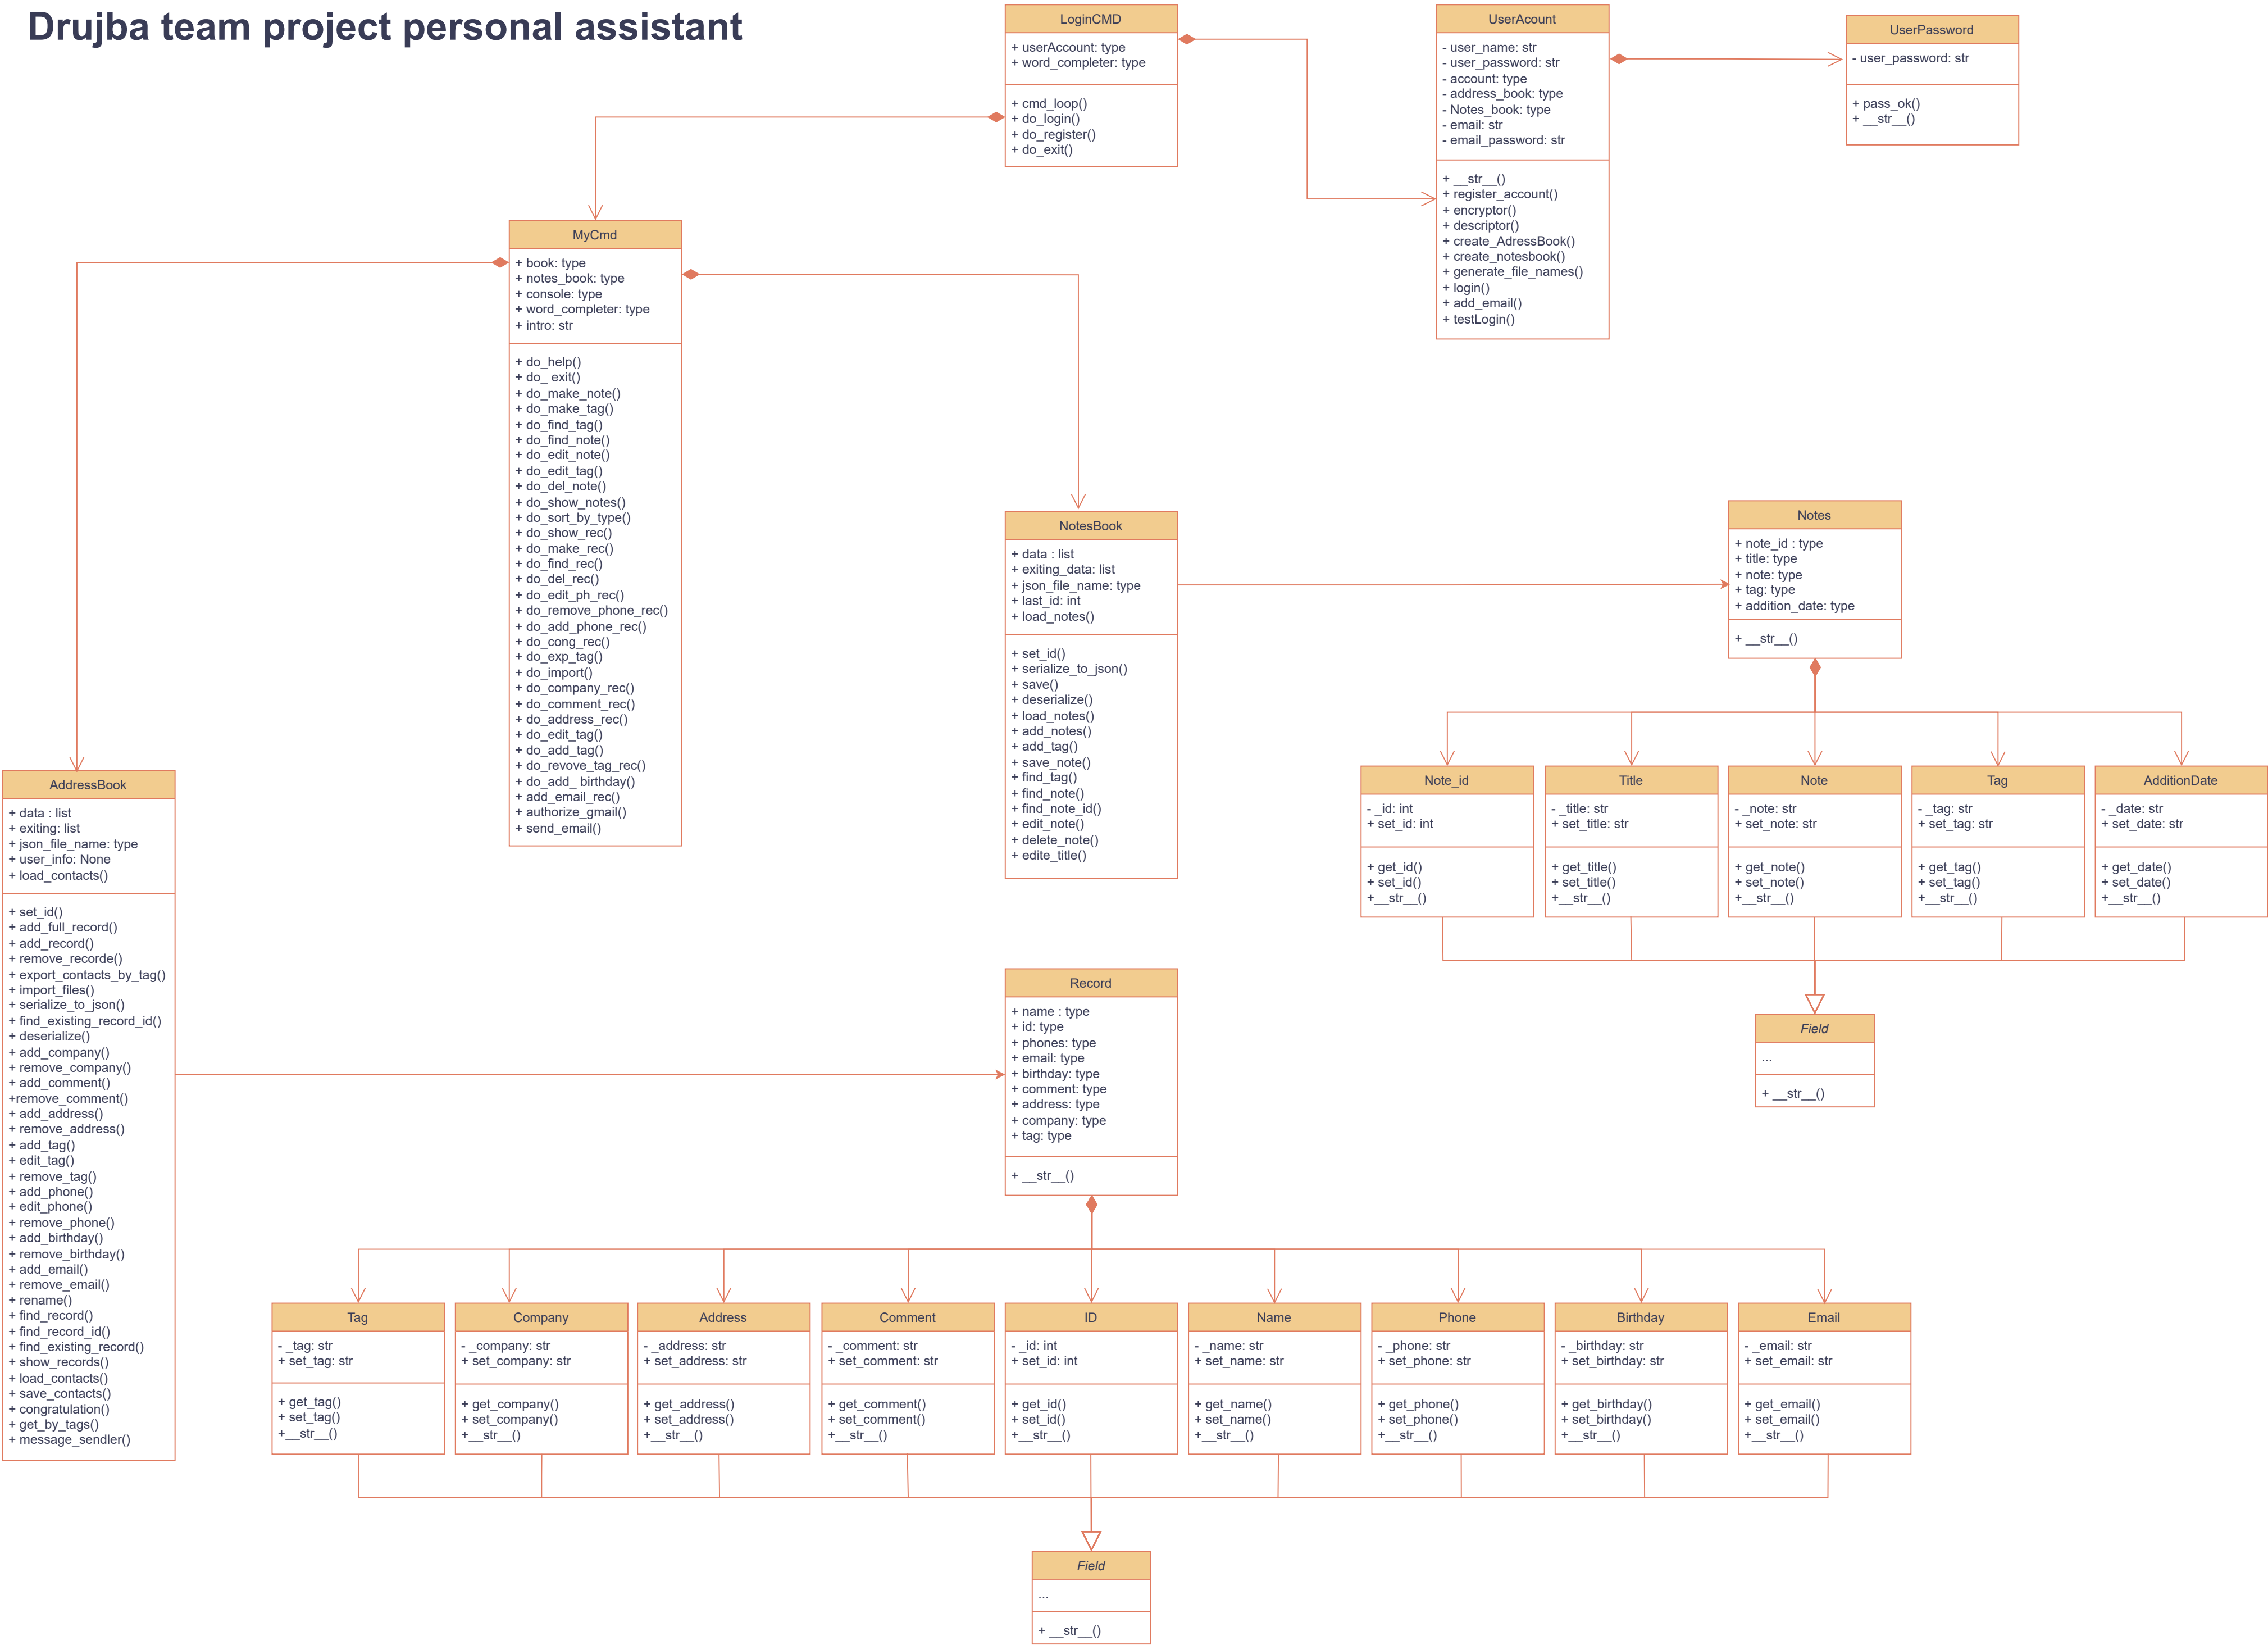 Drujba team project personal assistant
LoginCMD
+ userAccount: type
+ word_completer: type
+ cmd_loop()
+ do_login()
+ do_register()
+ do_exit()
UserAcount
- user_name: str
- user_password: str
- account: type
- address_book: type
- Notes_book: type
- email: str
- email_password: str
+ __str__()
+ register_account()
+ encryptor()
+ descriptor()
+ create_AdressBook()
+ create_notesbook()
+ generate_file_names()
+ login()
+ add_email()
+ testLogin()
UserPassword
- user_password: str
+ pass_ok()
+ __str__()
MyCmd
+ book: type
+ notes_book: type
+ console: type
+ word_completer: type
+ intro: str
+ do_help()
+ do_ exit()
+ do_make_note()
+ do_make_tag()
+ do_find_tag()
+ do_find_note()
+ do_edit_note()
+ do_edit_tag()
+ do_del_note()
+ do_show_notes()
+ do_sort_by_type()
+ do_show_rec()
+ do_make_rec()
+ do_find_rec()
+ do_del_rec()
+ do_edit_ph_rec()
+ do_remove_phone_rec()
+ do_add_phone_rec()
+ do_cong_rec()
+ do_exp_tag()
+ do_import()
+ do_company_rec()
+ do_comment_rec()
+ do_address_rec()
+ do_edit_tag()
+ do_add_tag()
+ do_revove_tag_rec()
+ do_add_ birthday()
+ add_email_rec()
+ authorize_gmail()
+ send_email()
NotesBook
+ data : list
+ exiting_data: list
+ json_file_name: type
+ last_id: int
+ load_notes()
+ set_id()
+ serialize_to_json()
+ save()
+ deserialize()
+ load_notes()
+ add_notes()
+ add_tag()
+ save_note()
+ find_tag()
+ find_note()
+ find_note_id()
+ edit_note()
+ delete_note()
+ edite_title()
Notes
+ note_id : type
+ title: type
+ note: type
+ tag: type
+ addition_date: type
+ __str__()
Note_id
- _id: int
+ set_id: int
+ get_id()
+ set_id()
+__str__()
Title
- _title: str
+ set_title: str
+ get_title()
+ set_title()
+__str__()
Note
- _note: str
+ set_note: str
+ get_note()
+ set_note()
+__str__()
Tag
- _tag: str
+ set_tag: str
+ get_tag()
+ set_tag()
+__str__()
AdditionDate
- _date: str
+ set_date: str
+ get_date()
+ set_date()
+__str__()
Field
...
+ __str__()
AddressBook
+ data : list
+ exiting: list
+ json_file_name: type
+ user_info: None
+ load_contacts()
+ set_id()
+ add_full_record()
+ add_record()
+ remove_recorde()
+ export_contacts_by_tag()
+ import_files()
+ serialize_to_json()
+ find_existing_record_id()
+ deserialize()
+ add_company()
+ remove_company()
+ add_comment()
+remove_comment()
+ add_address()
+ remove_address()
+ add_tag()
+ edit_tag()
+ remove_tag()
+ add_phone()
+ edit_phone()
+ remove_phone()
+ add_birthday()
+ remove_birthday()
+ add_email()
+ remove_email()
+ rename()
+ find_record()
+ find_record_id()
+ find_existing_record()
+ show_records()
+ load_contacts()
+ save_contacts()
+ congratulation()
+ get_by_tags()
+ message_sendler()
Record
+ name : type
+ id: type
+ phones: type
+ email: type
+ birthday: type
+ comment: type
+ address: type
+ company: type
+ tag: type
+ __str__()
Tag
- _tag: str
+ set_tag: str
+ get_tag()
+ set_tag()
+__str__()
Company
- _company: str
+ set_company: str
+ get_company()
+ set_company()
+__str__()
Address
- _address: str
+ set_address: str
+ get_address()
+ set_address()
+__str__()
Comment
- _comment: str
+ set_comment: str
+ get_comment()
+ set_comment()
+__str__()
ID
- _id: int
+ set_id: int
+ get_id()
+ set_id()
+__str__()
Name
- _name: str
+ set_name: str
+ get_name()
+ set_name()
+__str__()
Phone
- _phone: str
+ set_phone: str
+ get_phone()
+ set_phone()
+__str__()
Birthday
- _birthday: str
+ set_birthday: str
+ get_birthday()
+ set_birthday()
+__str__()
Email
- _email: str
+ set_email: str
+ get_email()
+ set_email()
+__str__()
Field
...
+ __str__()